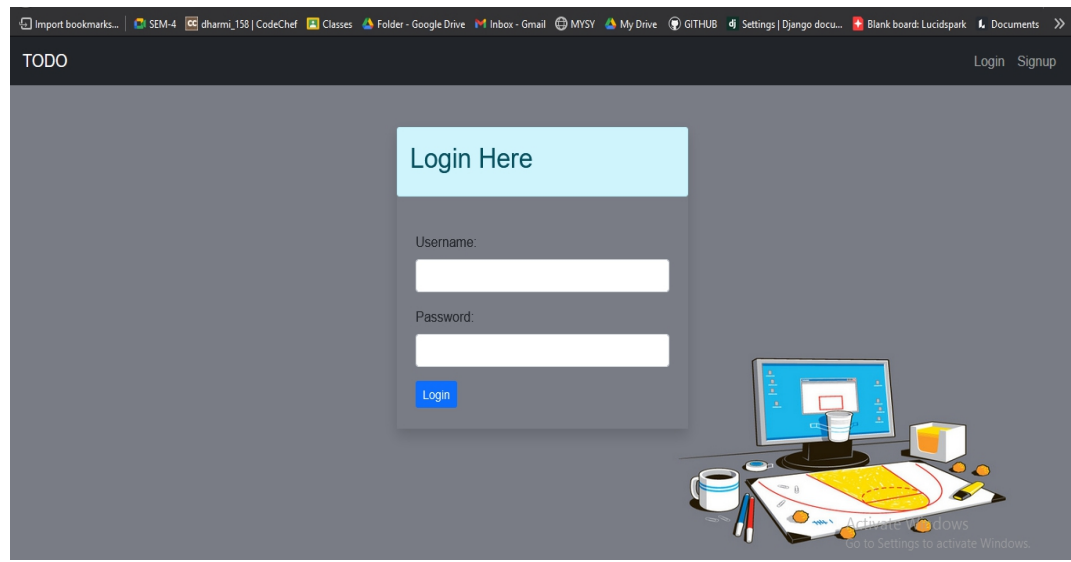 Import bookmarks... SEM-4 CC dharmi_158 | CodeChef Classes Folder - Google Drive Inbox - Gmail MYSY My Drive GITHUB dj Settings | Django docu... Blank board: Lucidspark Documents
TODO Login Signup
Login Here
Username:
Password:
Login
Activate Windows
Go to Settings to activate Windows.